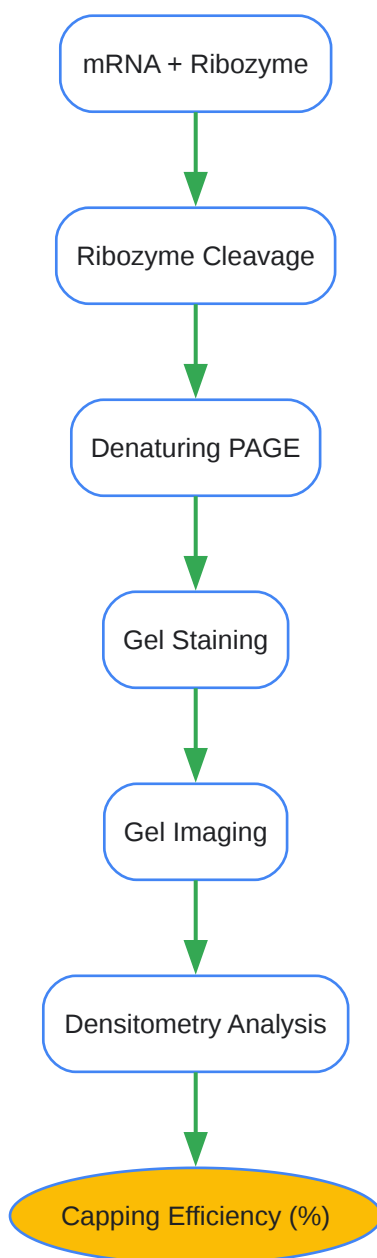 mRNA + Ribozyme
Ribozyme Cleavage
Denaturing PAGE
Gel Staining
Gel Imaging
Densitometry Analysis
Capping Efficiency (%)